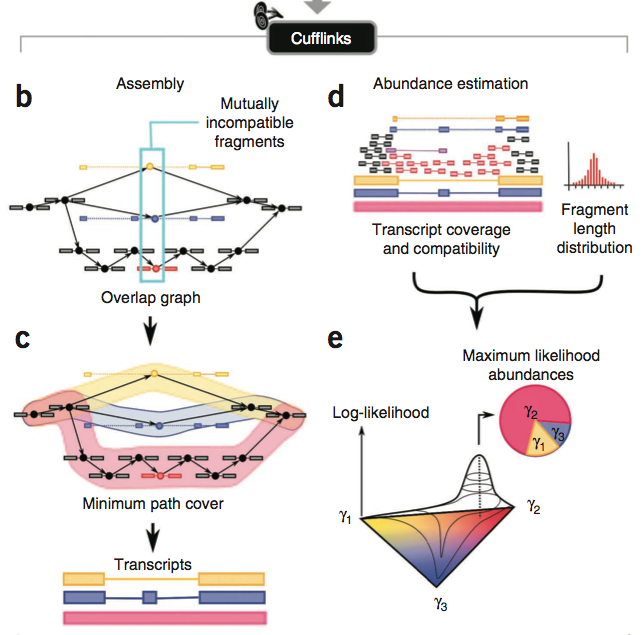 Cufflinks
b
Assembly
Mutually
incompatible
fragments
Overlap graph
c
Minimum path cover
Transcripts
d
Abundance estimation
Transcript coverage
and compatibility
Fragment
length
distribution
e
Maximum likelihood
abundances
Log-likelihood
γ2
γ1
γ3
γ1
γ2
γ3